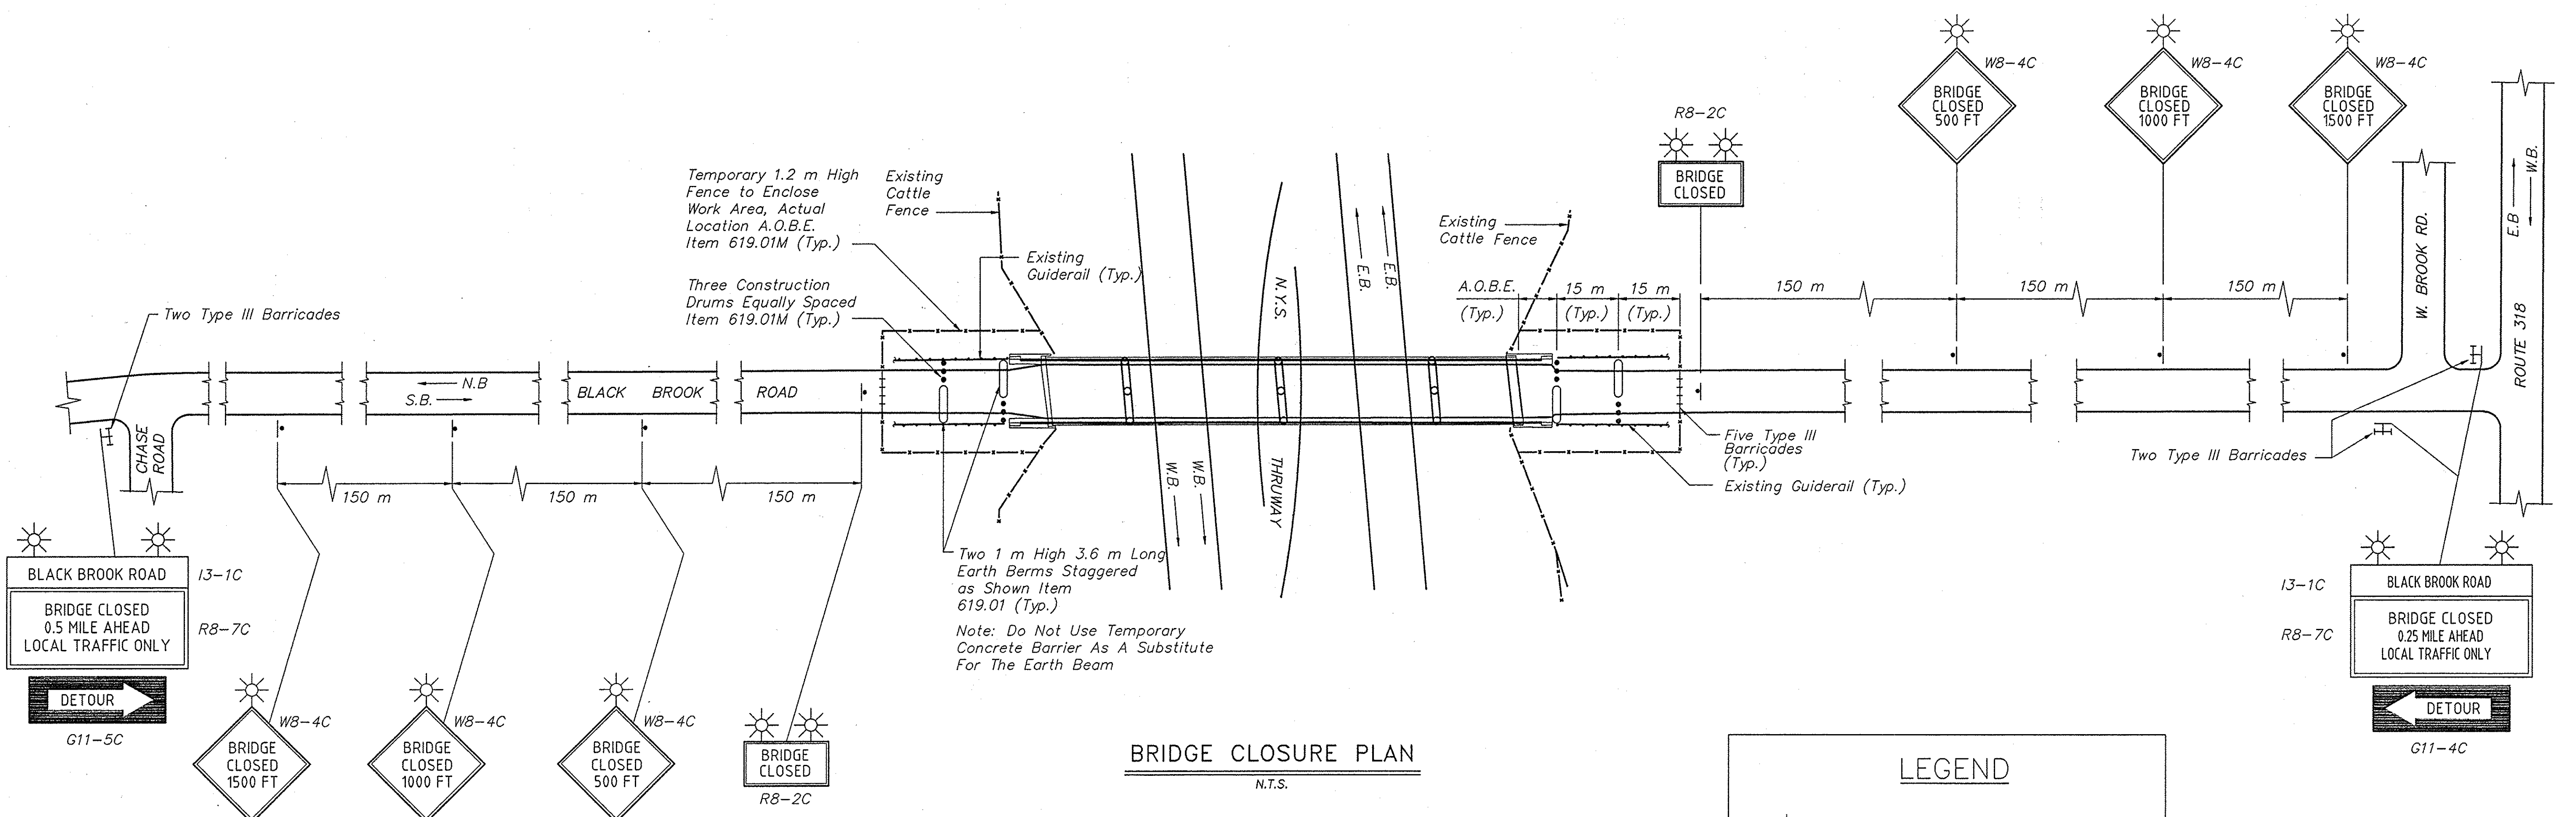 W8-4C
BRIDGE
CLOSED
500 FT
W8-4C
BRIDGE
CLOSED
1000 FT
W8-4C
BRIDGE
CLOSED
1500 FT
R8-2C
BRIDGE
CLOSED
Temporary 1.2 m High
Fence to Enclose
Work Area, Actual
Location A.O.B.E.
Item 619.01M (Typ.)
Existing
Cattle
Fence
Existing
Guiderail (Typ.)
Three Construction
Drums Equally Spaced
Item 619.01M (Typ.)
Existing
Cattle Fence
A.O.B.E.
(Typ.)
15 m
(Typ.)
15 m
(Typ.)
150 m
150 m
150 m
W. BROOK RD.
E.B
W.B.
ROUTE 318
N.Y.S.
THRUWAY
E.B.
E.B.
W.B.
W.B.
Two Type III Barricades
N.B
S.B.
BLACK BROOK ROAD
CHASE
ROAD
150 m
150 m
150 m
Five Type III
Barricades
(Typ.)
Existing Guiderail (Typ.)
Two Type III Barricades
Two 1 m High 3.6 m Long
Earth Berms Staggered
as Shown Item
619.01 (Typ.)
Note: Do Not Use Temporary
Concrete Barrier As A Substitute
For The Earth Beam
BLACK BROOK ROAD
I3-1C
BRIDGE CLOSED
0.5 MILE AHEAD
LOCAL TRAFFIC ONLY
R8-7C
DETOUR
G11-5C
W8-4C
BRIDGE
CLOSED
1500 FT
W8-4C
BRIDGE
CLOSED
1000 FT
W8-4C
BRIDGE
CLOSED
500 FT
BRIDGE
CLOSED
R8-2C
BRIDGE CLOSURE PLAN
N.T.S.
LEGEND
I3-1C
BLACK BROOK ROAD
R8-7C
BRIDGE CLOSED
0.25 MILE AHEAD
LOCAL TRAFFIC ONLY
DETOUR
G11-4C